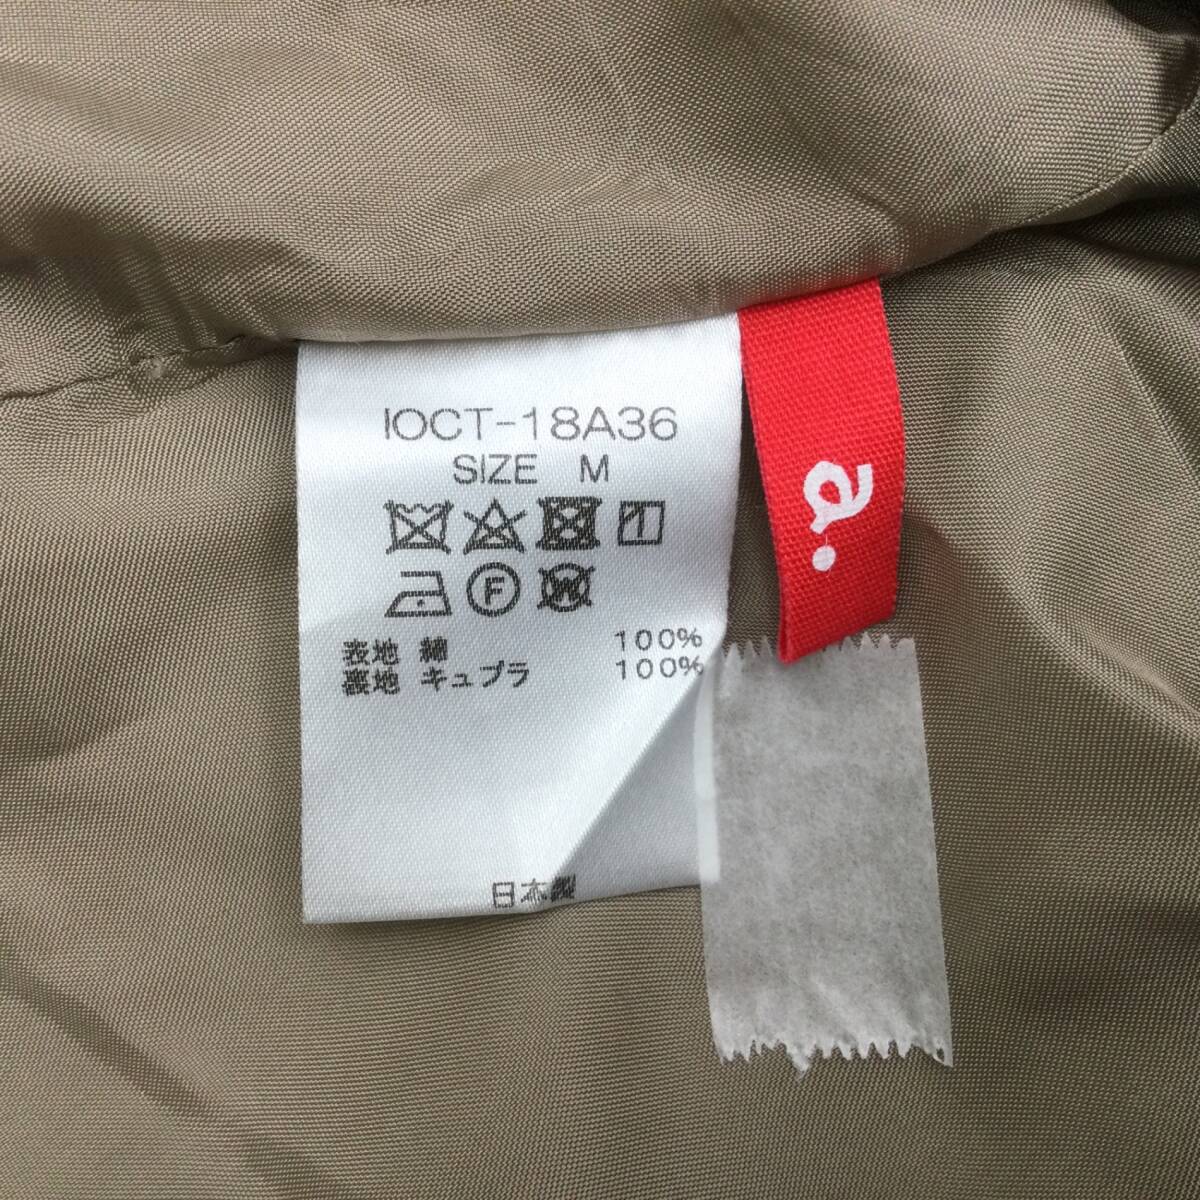 IOCT-18A36
SIZE M
F W
表地 綿 100%
裏地 キュプラ 100%
日本製
a.